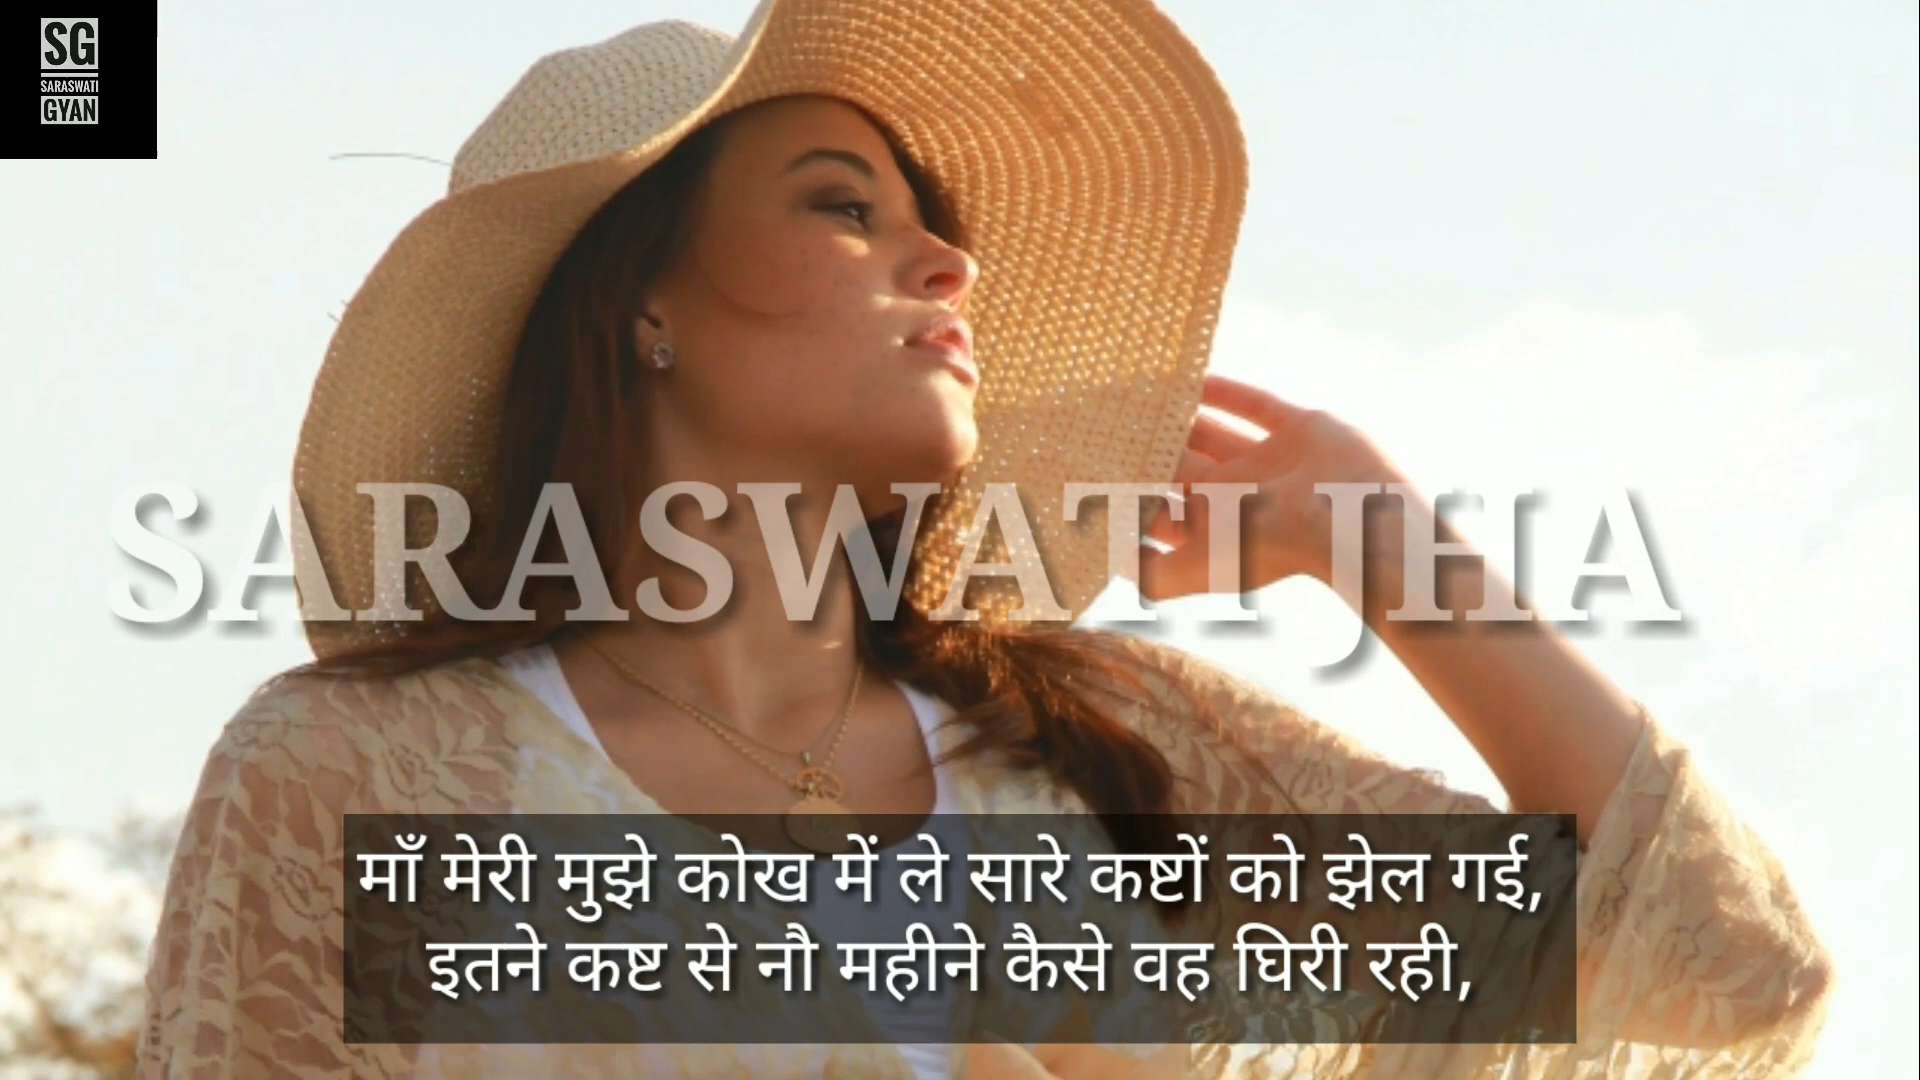 SG
SARASWATI
GYAN
SARASWATI JHA
माँ मेरी मुझे कोख में ले सारे कष्टों को झेल गई,
इतने कष्ट से नौ महीने कैसे वह घिरी रही,